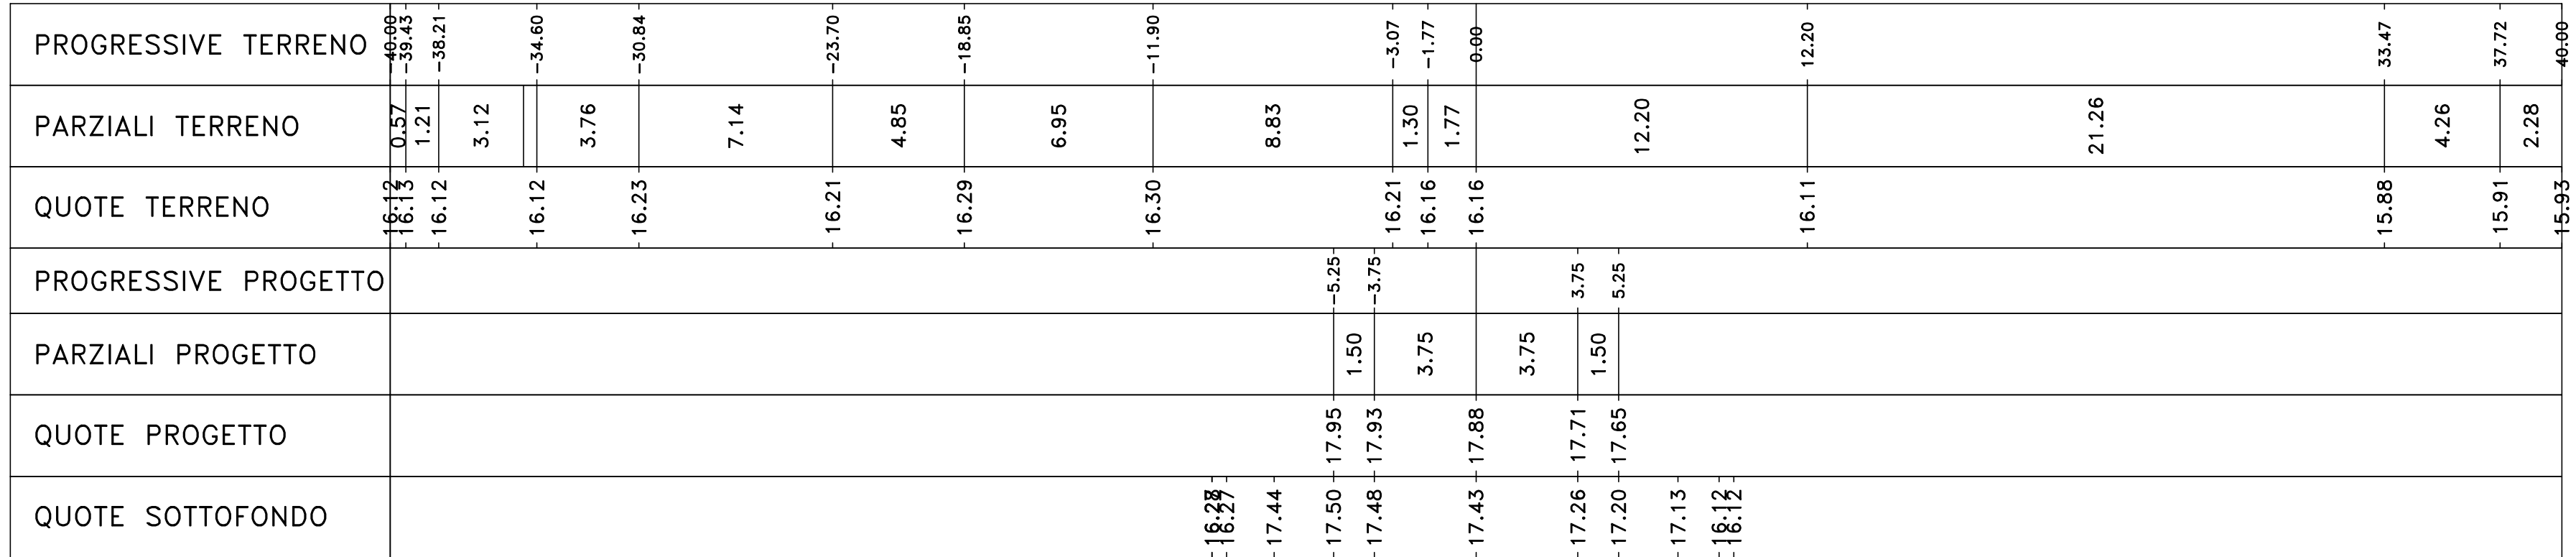 PROGRESSIVE TERRENO -40.00 -39.43 -38.21 -34.60 -30.84 -23.70 -18.85 -11.90 -3.07 -1.77 0.00 12.20 33.47 37.72 40.00
PARZIALI TERRENO 0.57 1.21 3.12 3.76 7.14 4.85 6.95 8.83 1.30 1.77 12.20 21.26 4.26 2.28
QUOTE TERRENO 16.12 16.13 16.12 16.12 16.23 16.21 16.29 16.30 16.21 16.16 16.16 16.11 15.88 15.91 15.93
PROGRESSIVE PROGETTO -5.25 -3.75 3.75 5.25
PARZIALI PROGETTO 1.50 3.75 3.75 1.50
QUOTE PROGETTO 17.95 17.93 17.88 17.71 17.65
QUOTE SOTTOFONDO 16.27 17.44 17.50 17.48 17.43 17.26 17.20 17.13 16.12 16.12